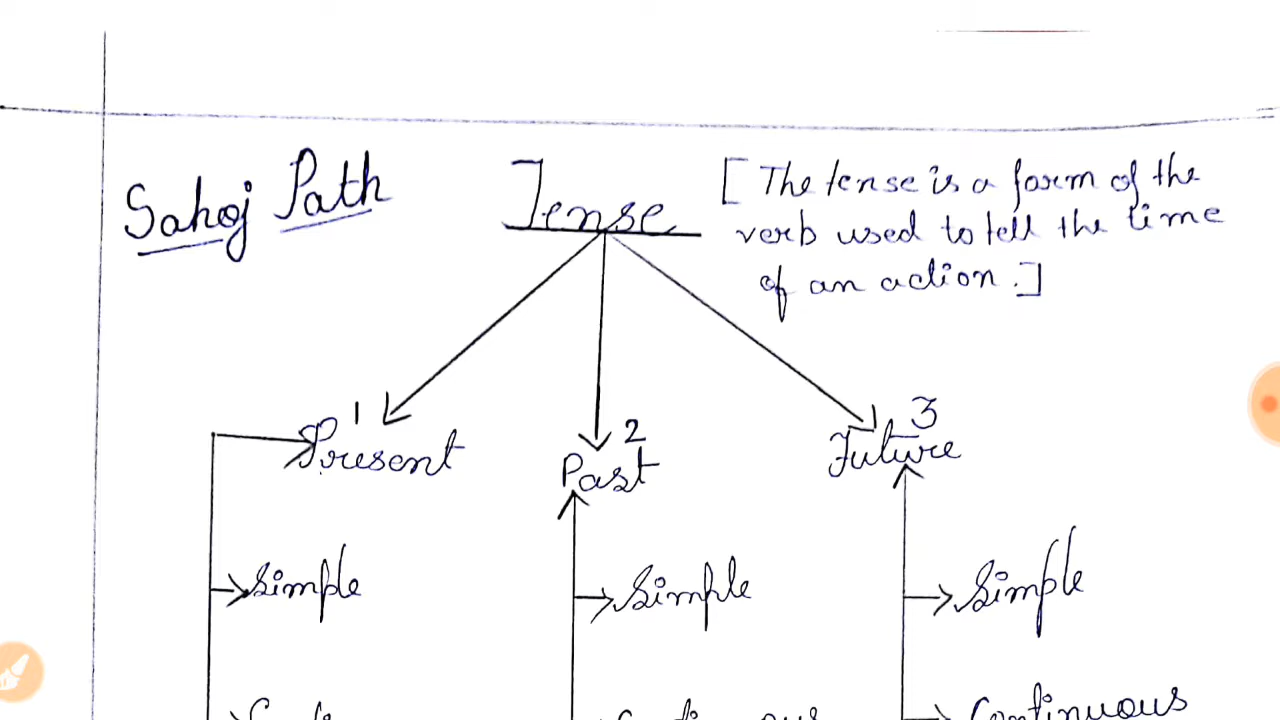 Sahoj Path
Tense
[ The tense is a form of the
verb used to tell the time
of an action. ]
1
Present
2
Past
3
Future
Simple
Simple
Simple
Continuous
Continuous